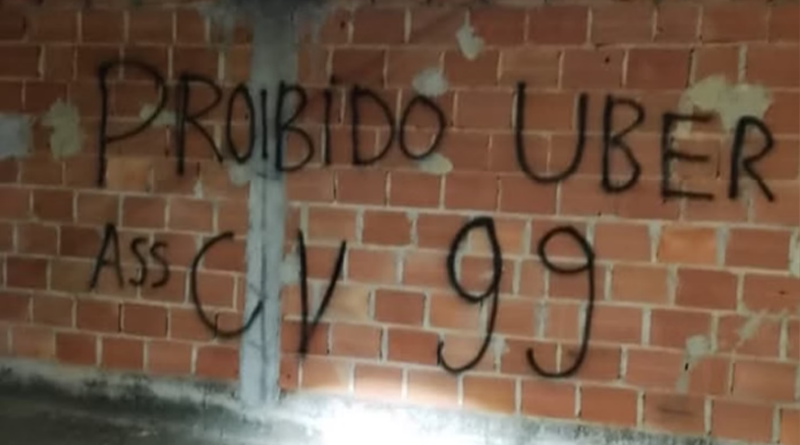 PROIBIDO UBER
ASS CV 99